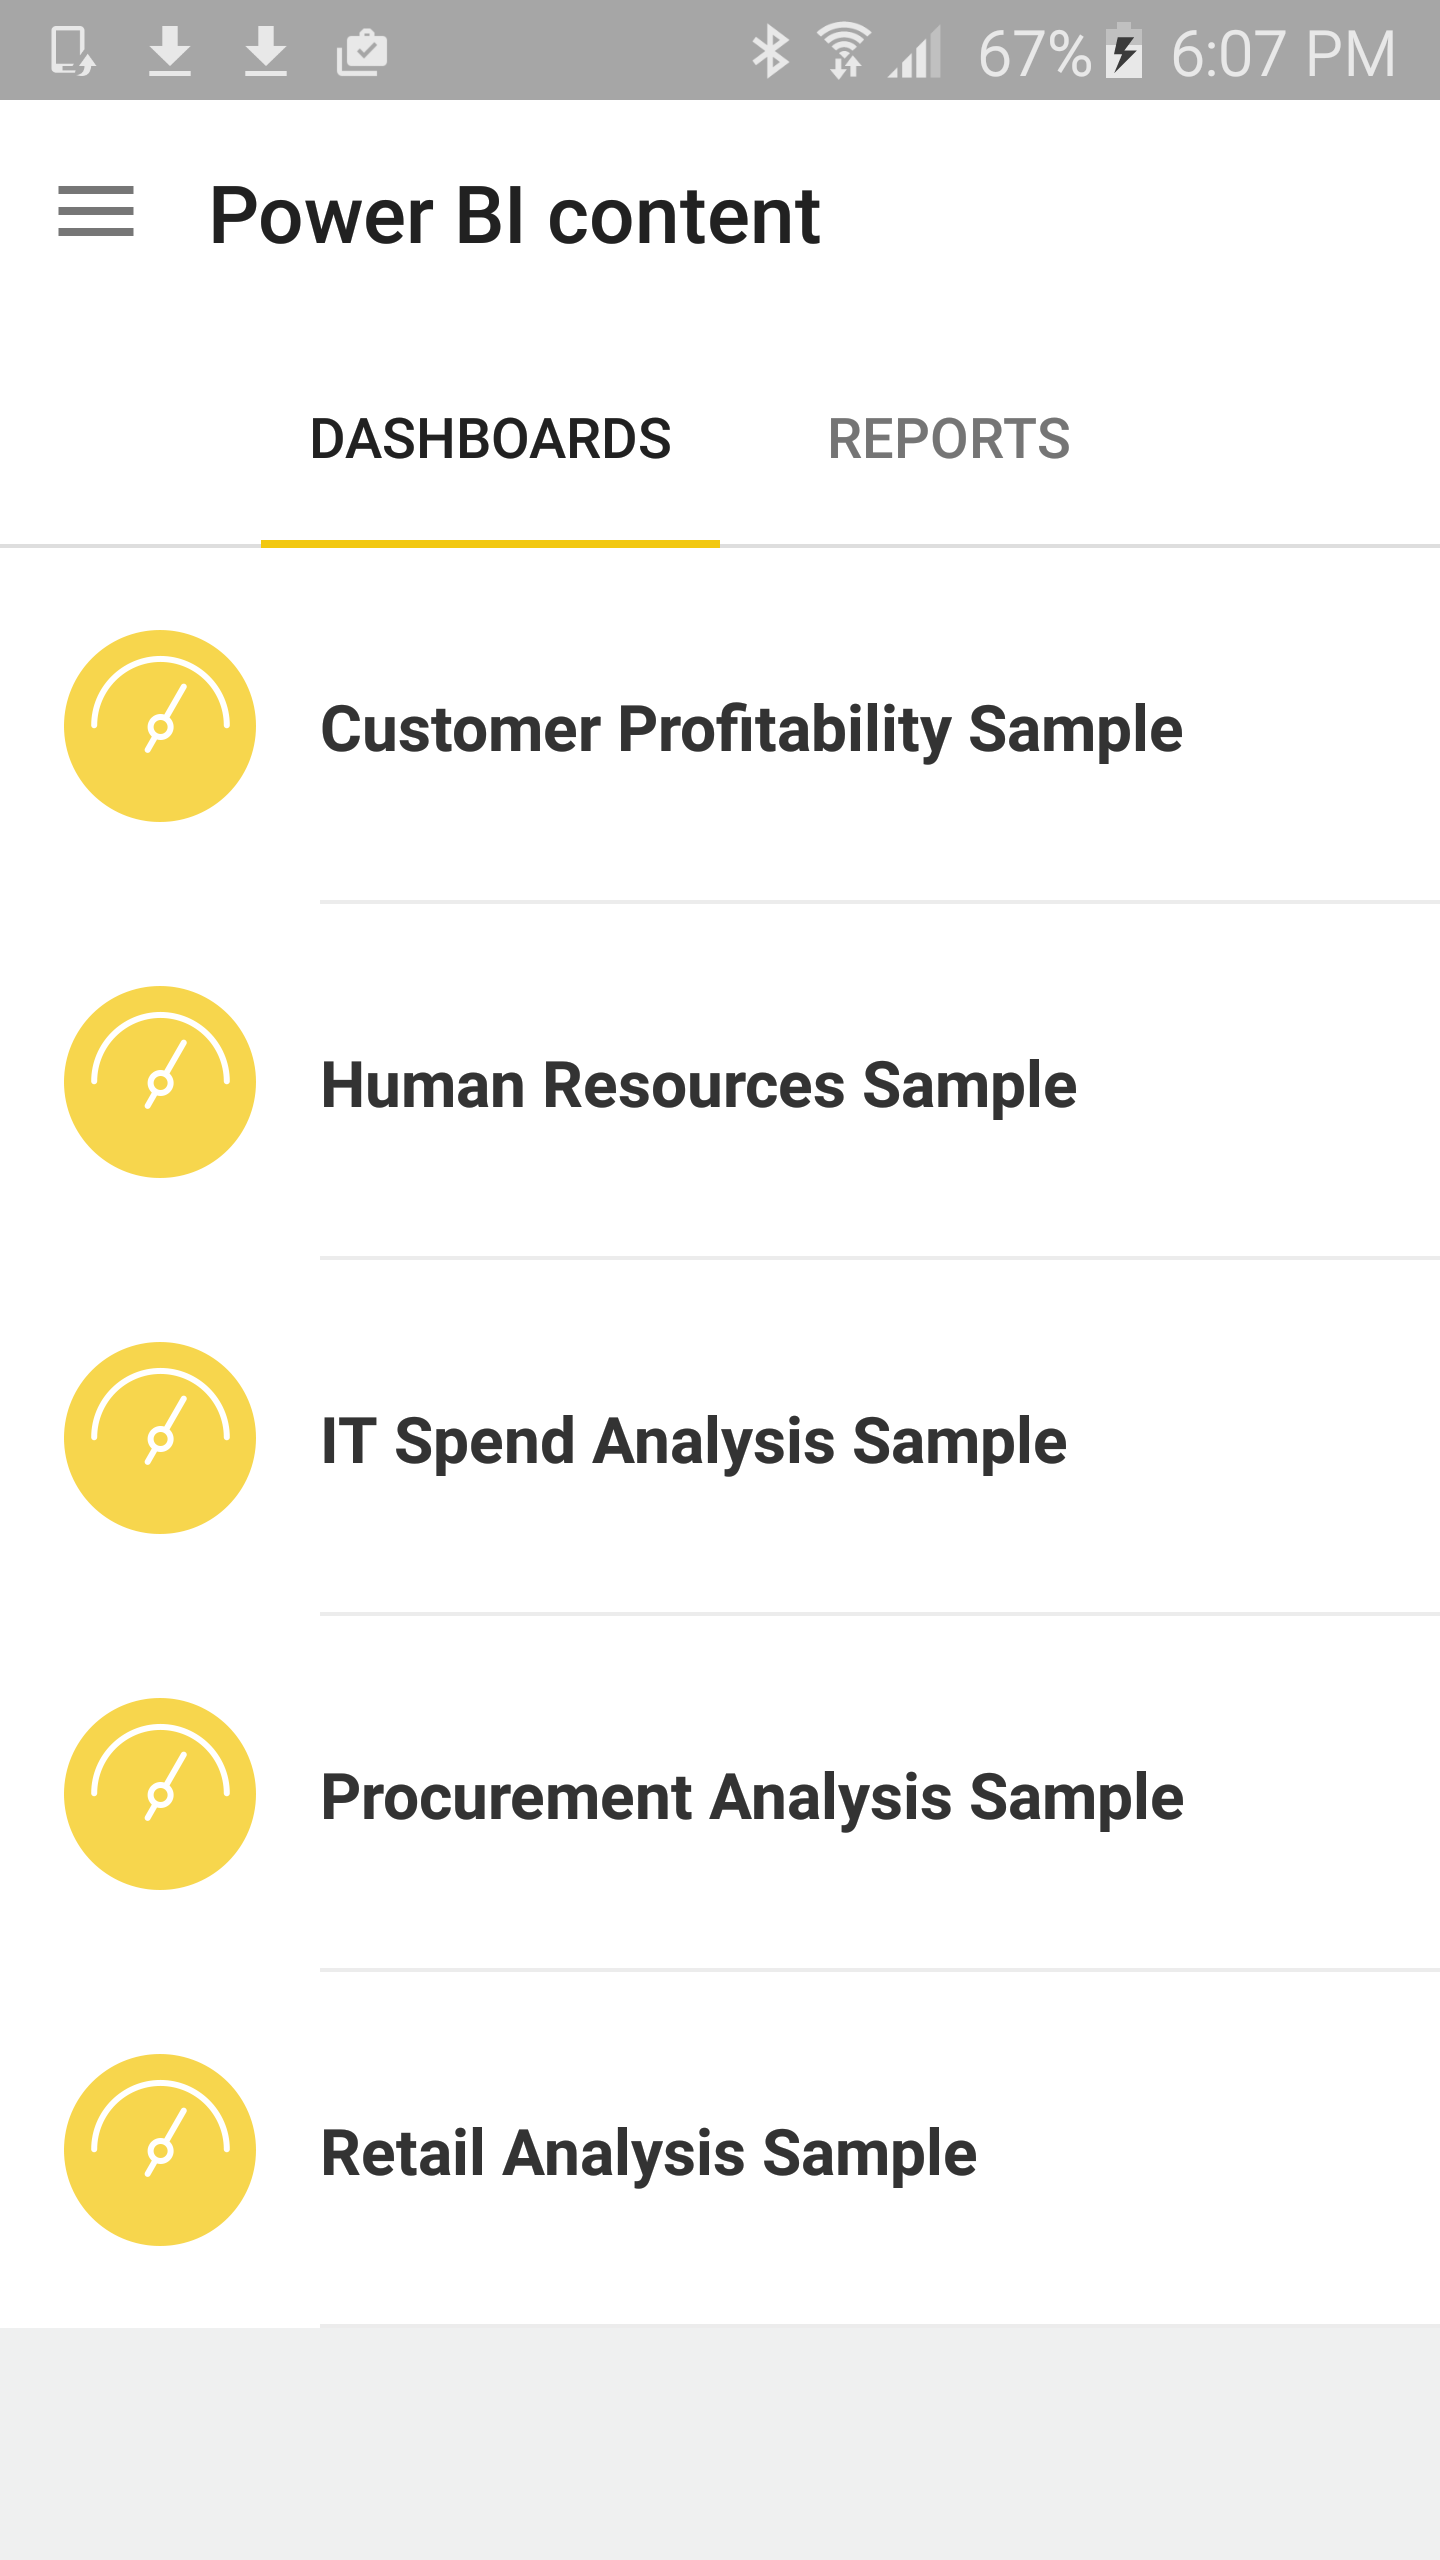 67% 6:07 PM
Power BI content
DASHBOARDS REPORTS
Customer Profitability Sample
Human Resources Sample
IT Spend Analysis Sample
Procurement Analysis Sample
Retail Analysis Sample